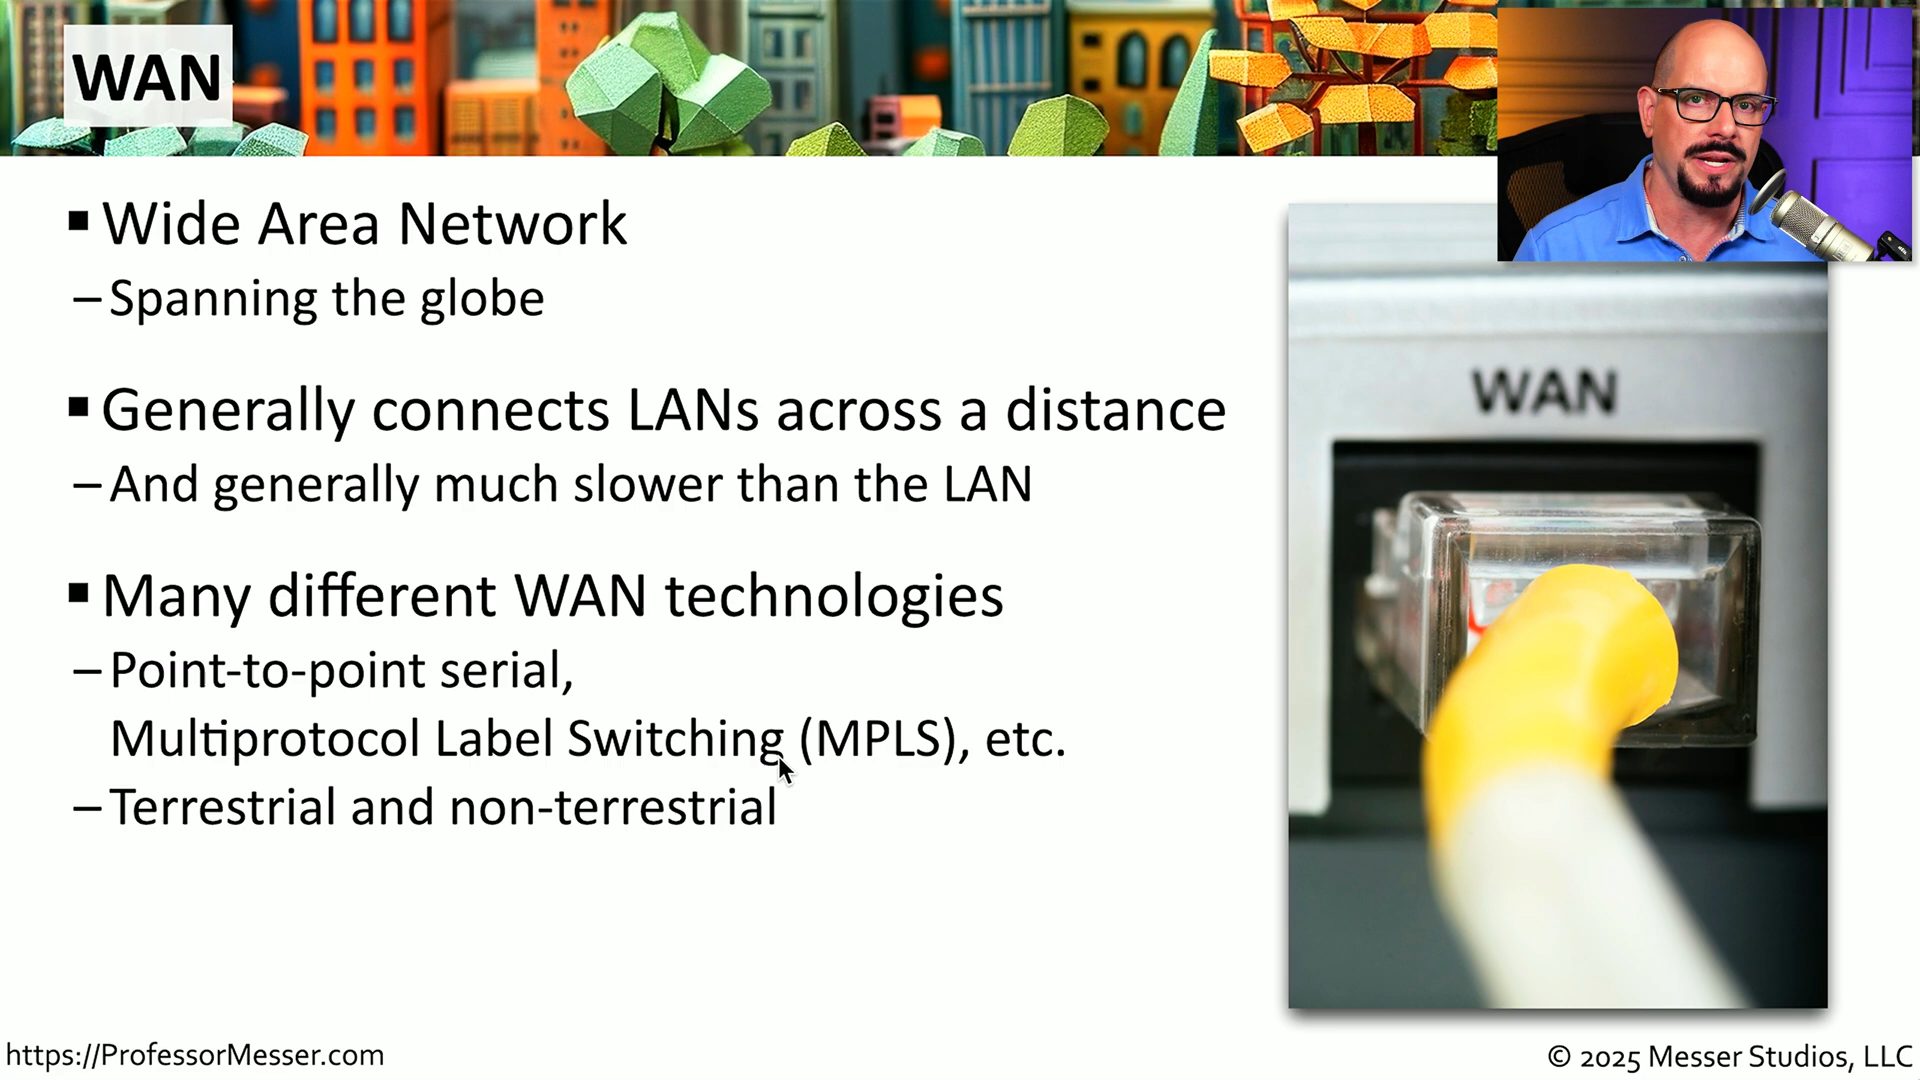 WAN
▪ Wide Area Network
– Spanning the globe
▪ Generally connects LANs across a distance
– And generally much slower than the LAN
▪ Many different WAN technologies
– Point-to-point serial,
Multiprotocol Label Switching (MPLS), etc.
– Terrestrial and non-terrestrial
WAN
https://ProfessorMesser.com
© 2025 Messer Studios, LLC